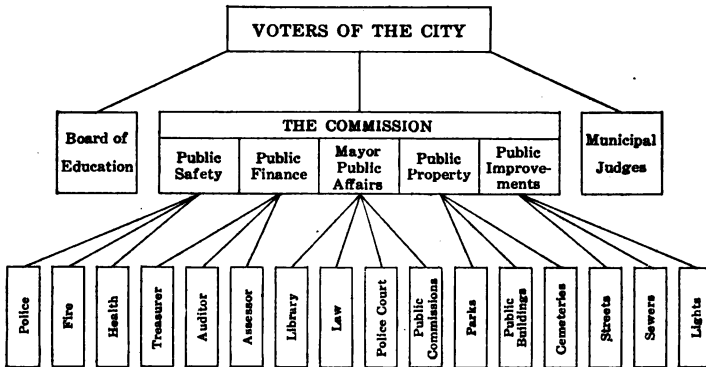 VOTERS OF THE CITY
Board of
Education
THE COMMISSION
Public
Safety
Public
Finance
Mayor
Public
Affairs
Public
Property
Public
Improve-
ments
Municipal
Judges
Police
Fire
Health
Treasurer
Auditor
Assessor
Library
Law
Police Court
Public
Commissions
Parks
Public
Buildings
Cemeteries
Streets
Sewers
Lights